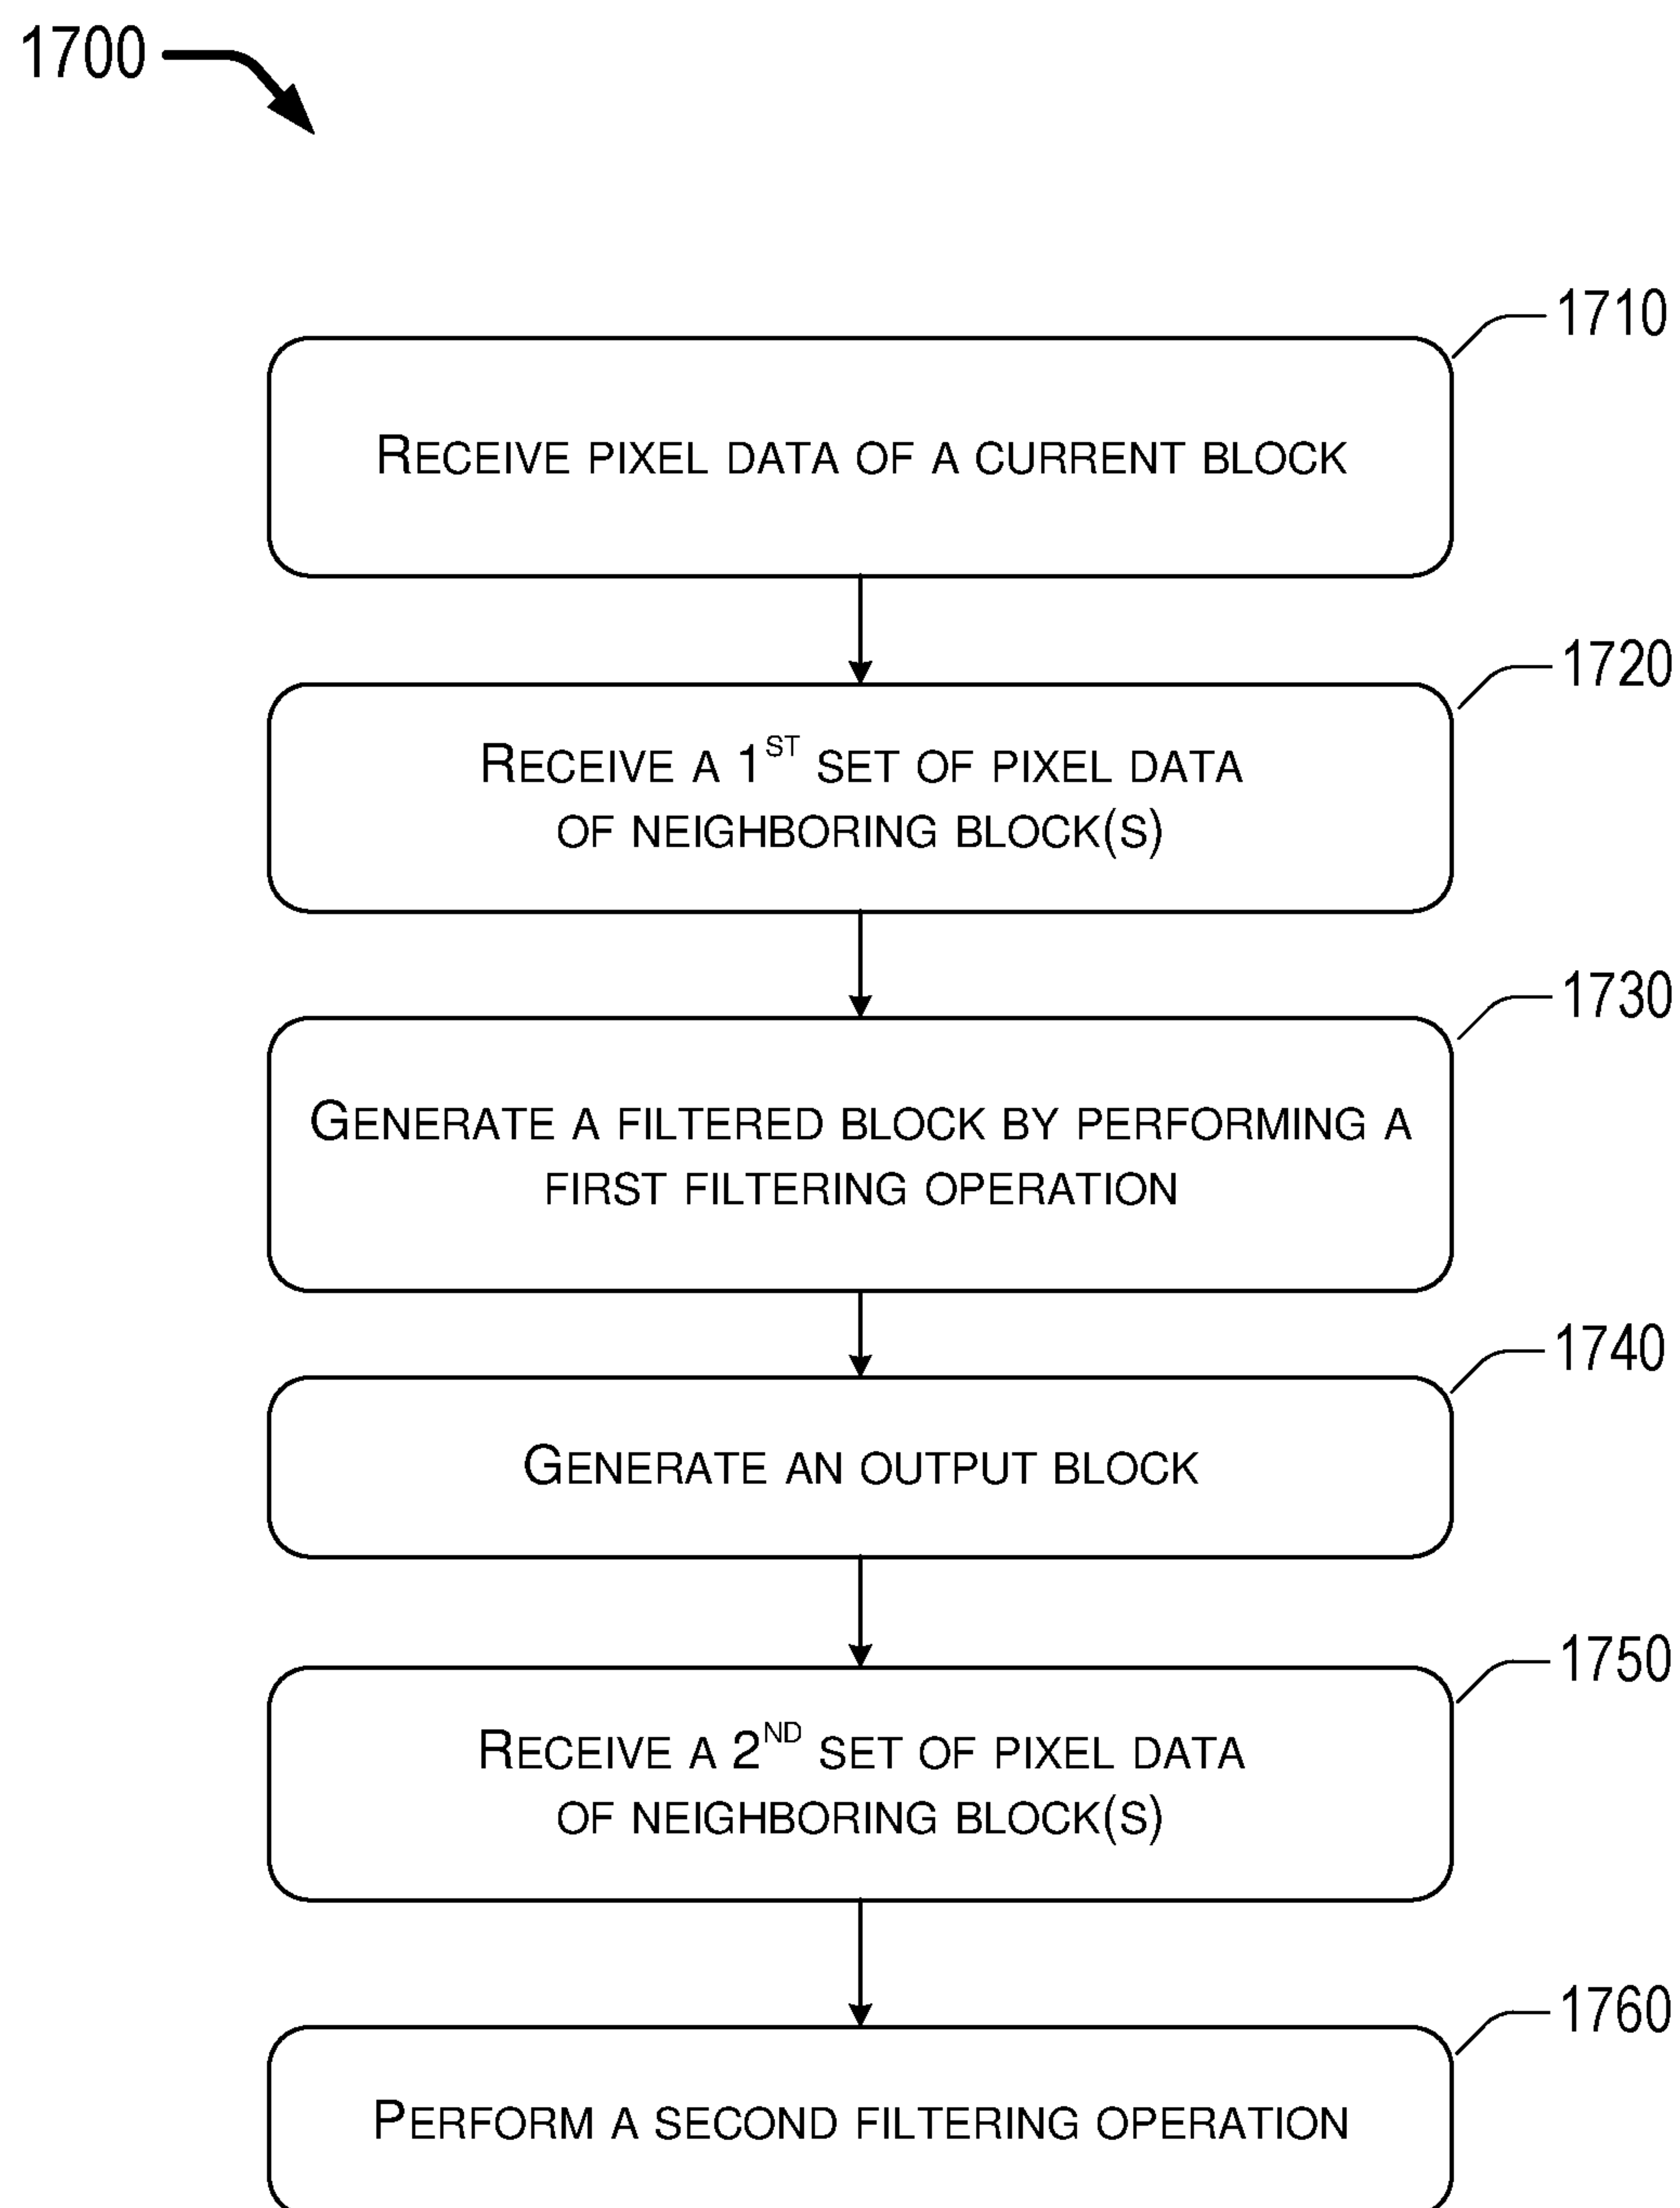 1700
1710
RECEIVE PIXEL DATA OF A CURRENT BLOCK
1720
RECEIVE A 1ST SET OF PIXEL DATA
OF NEIGHBORING BLOCK(S)
1730
GENERATE A FILTERED BLOCK BY PERFORMING A
FIRST FILTERING OPERATION
1740
GENERATE AN OUTPUT BLOCK
1750
RECEIVE A 2ND SET OF PIXEL DATA
OF NEIGHBORING BLOCK(S)
1760
PERFORM A SECOND FILTERING OPERATION